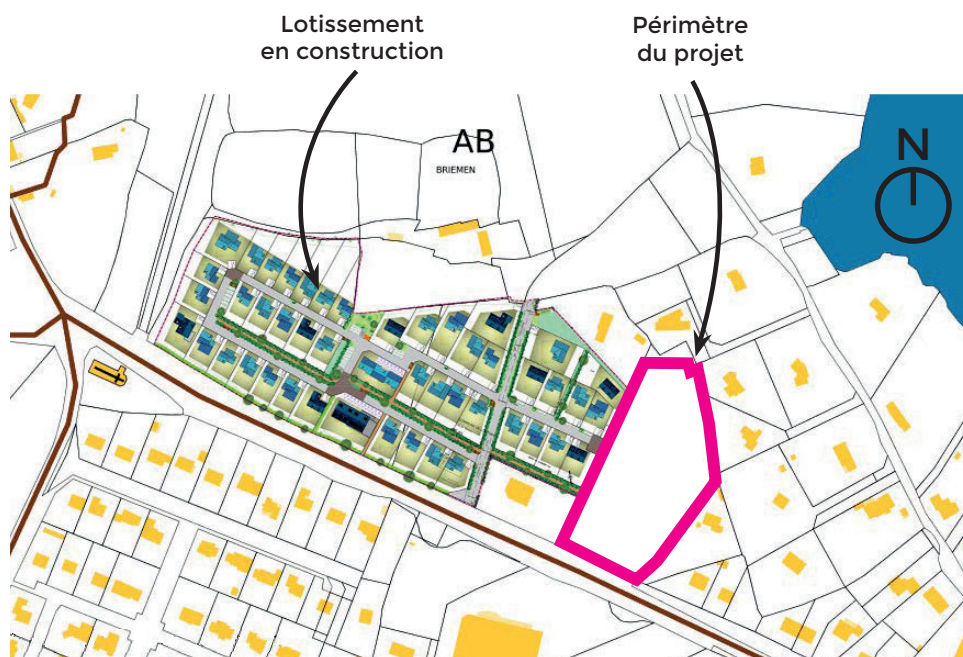 Lotissement
en construction
Périmètre
du projet
AB
BRIEMEN
N